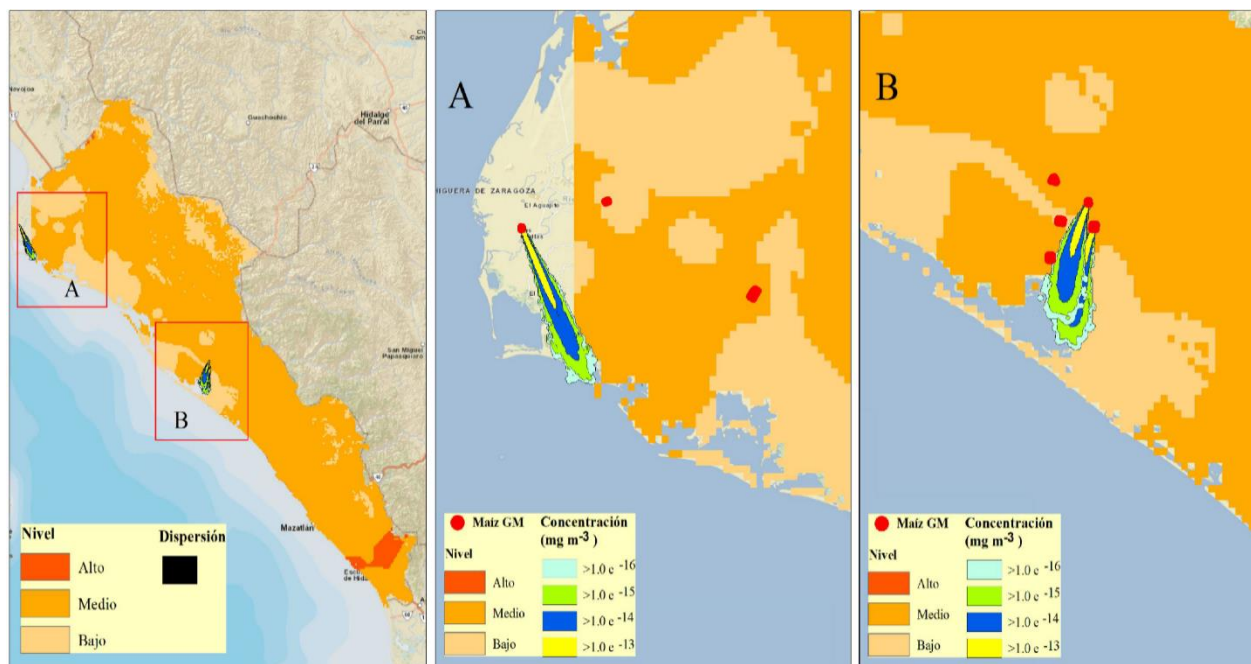 Navojoa
Guachochio
Hidalgo
del Parral
San Miguel
Papasquiaro
A
B
Mazatlán
Nivel
Dispersión
Alto
Medio
Bajo
A
HIGUERA DE ZARAGOZA
El Aguajito
Maíz GM
Concentración
(mg m-3 )
Nivel
Alto
Medio
Bajo
>1.0 e -16
>1.0 e -15
>1.0 e -14
>1.0 e -13
B
Maíz GM
Concentración
(mg m-3 )
Nivel
Alto
Medio
Bajo
>1.0 e -16
>1.0 e -15
>1.0 e -14
>1.0 e -13